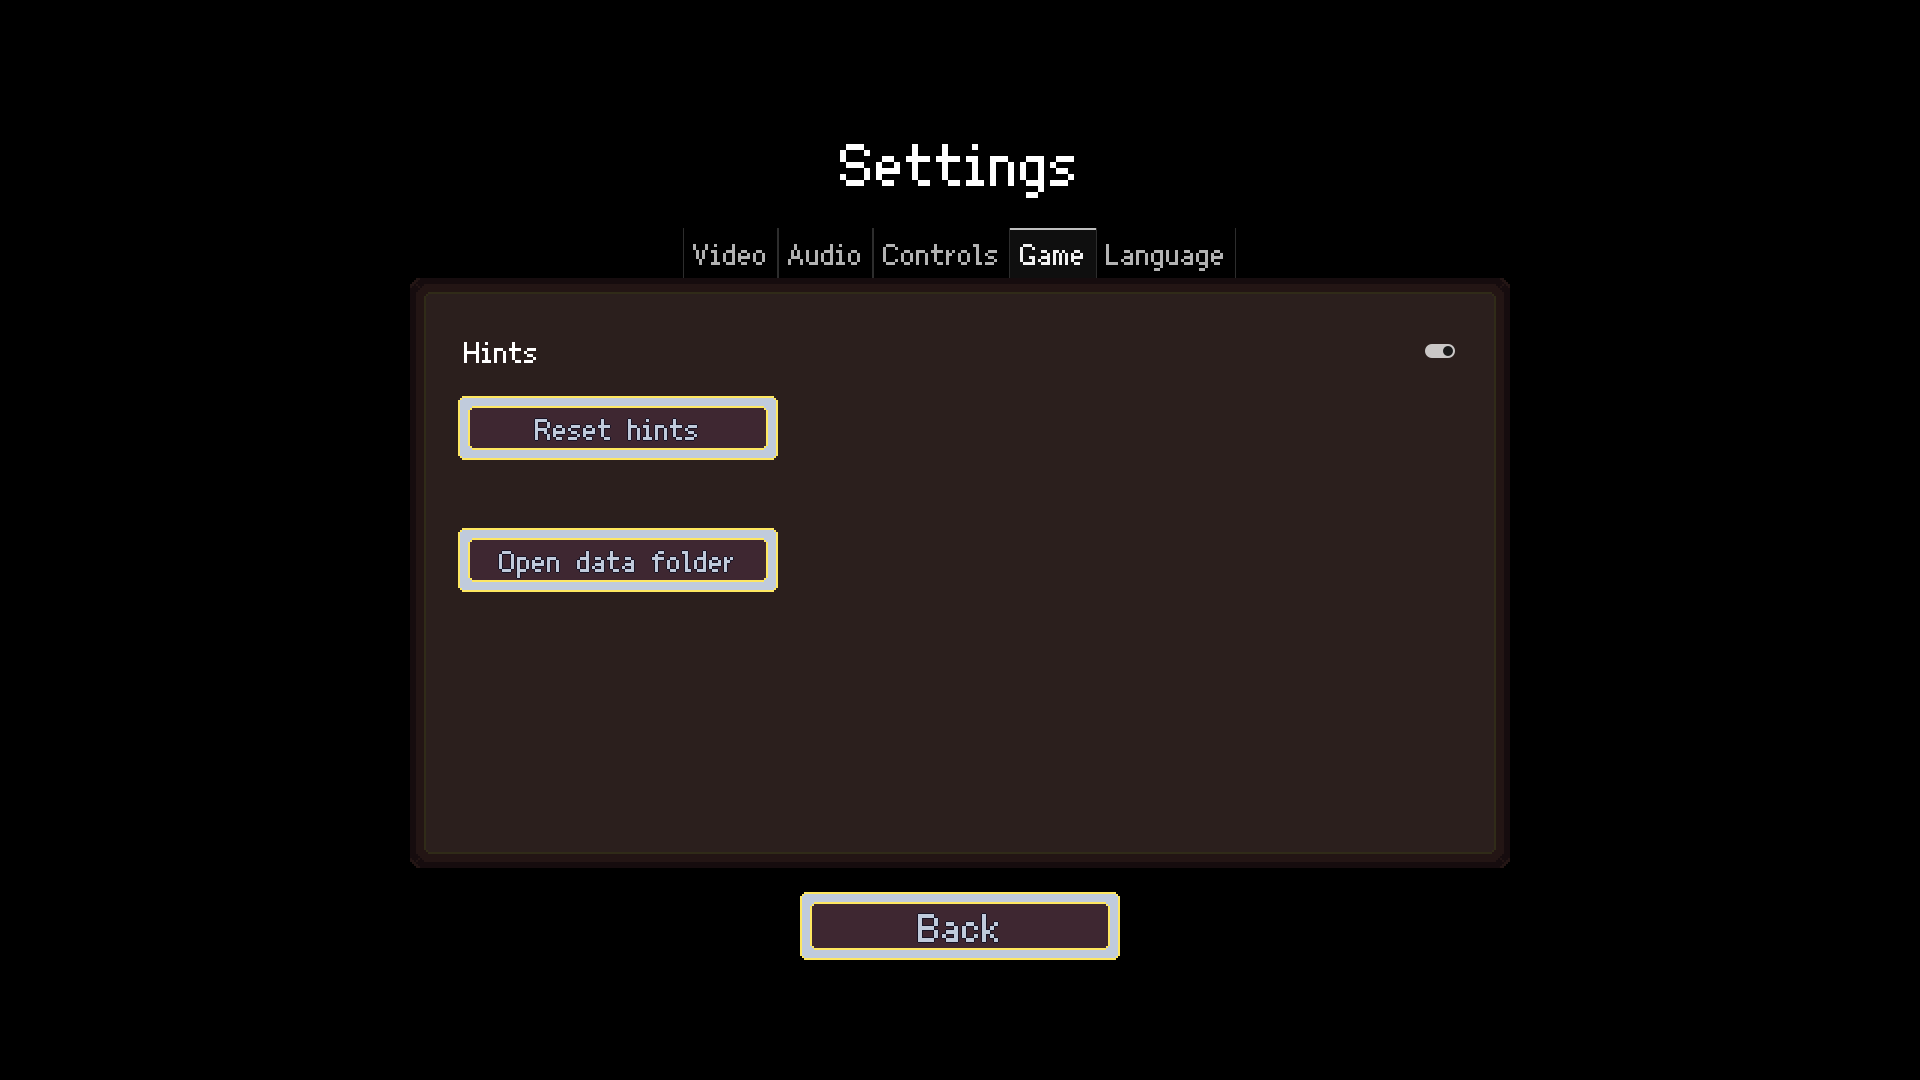 Settings
Video Audio Controls Game Language
Hints
Reset hints
Open data folder
Back